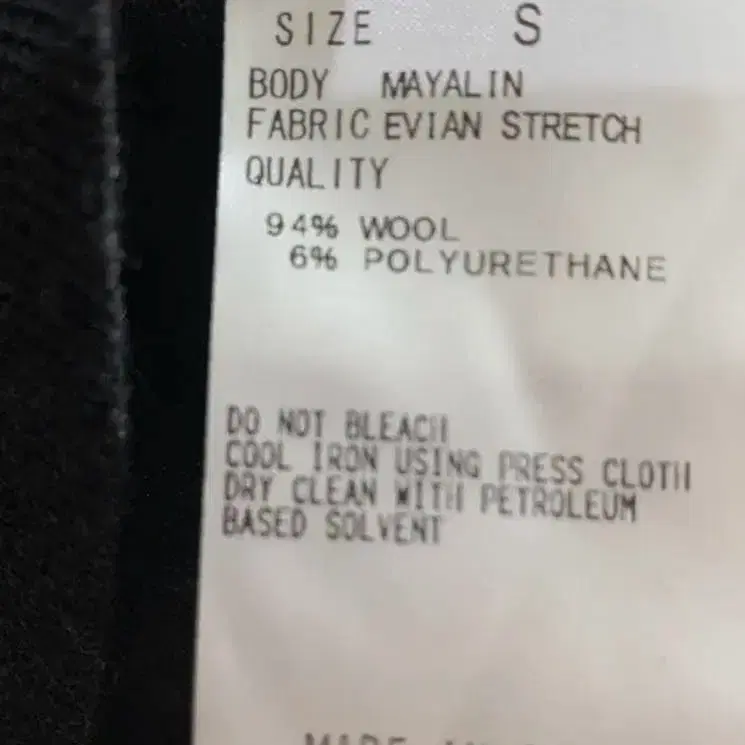 SIZE S
BODY MAYALIN
FABRIC EVIAN STRETCH
QUALITY
94% WOOL
6% POLYURETHANE
DO NOT BLEACH
COOL IRON USING PRESS CLOTH
DRY CLEAN WITH PETROLEUM
BASED SOLVENT
MADE